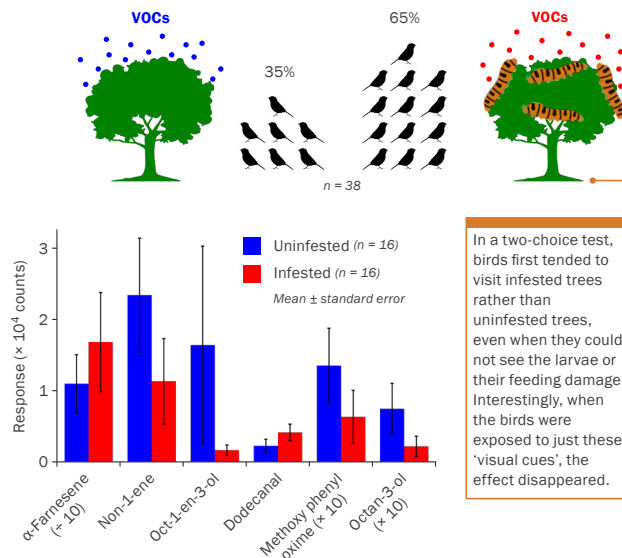 VOCs
65%
VOCs
35%
n = 38
Response (× 10⁴ counts)
3
2
1
0
Uninfested (n = 16)
Infested (n = 16)
Mean ± standard error
α-Farnesene
(÷ 10)
Non-1-ene
Oct-1-en-3-ol
Dodecanal
Methoxy phenyl
oxime (× 10)
Octan-3-ol
(× 10)
In a two-choice test,
birds first tended to
visit infested trees
rather than
uninfested trees,
even when they could
not see the larvae or
their feeding damage
Interestingly, when
the birds were
exposed to just these
‘visual cues’, the
effect disappeared.